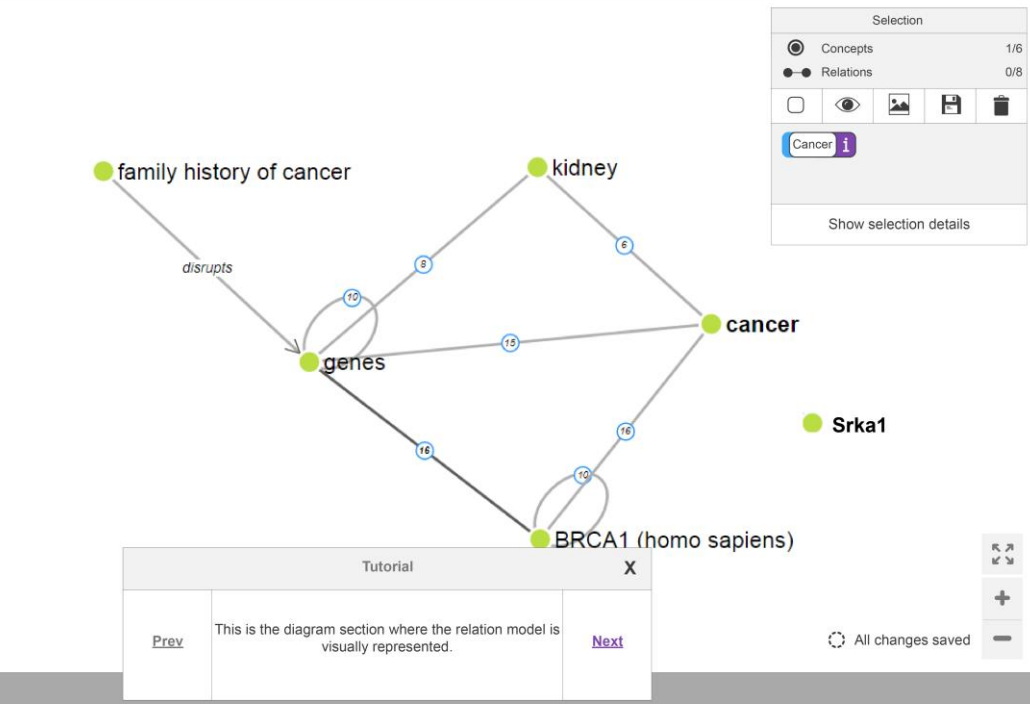 Selection
Concepts 1/6
Relations 0/8
Cancer i
Show selection details
family history of cancer
kidney
disrupts
8
6
10
cancer
15
genes
Srka1
16
16
10
BRCA1 (homo sapiens)
Tutorial X
Prev
This is the diagram section where the relation model is
visually represented.
Next
All changes saved